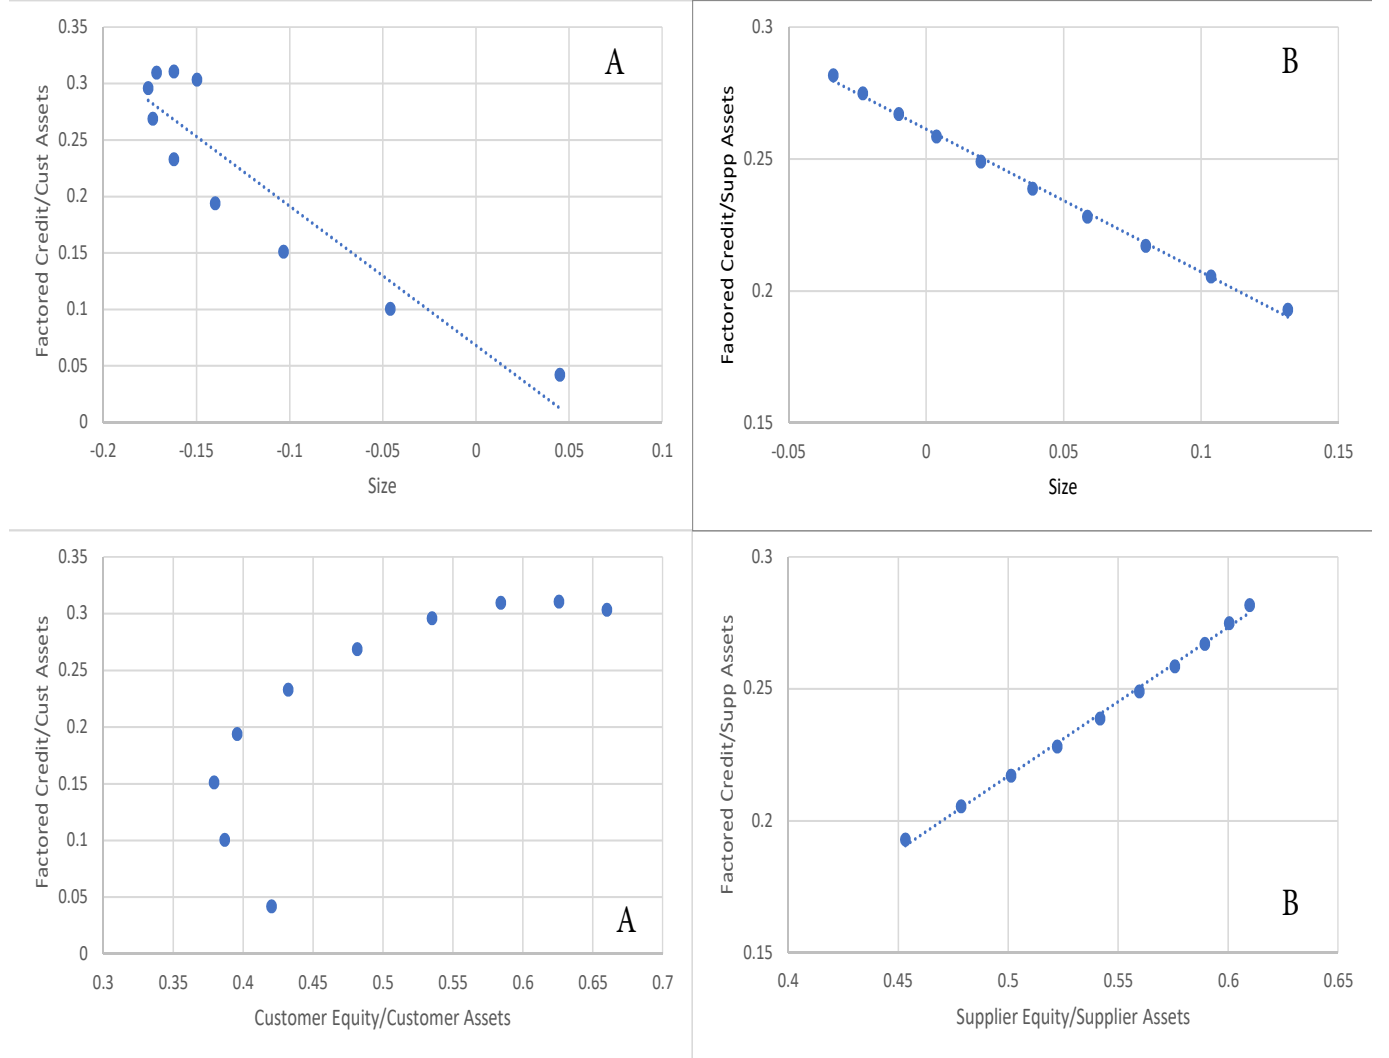 Factored Credit/Cust Assets
0.35
0.3
0.25
0.2
0.15
0.1
0.05
0
-0.2 -0.15 -0.1 -0.05 0 0.05 0.1
Size
A
Factored Credit/Supp Assets
0.3
0.25
0.2
0.15
-0.05 0 0.05 0.1 0.15
Size
B
Factored Credit/Cust Assets
0.35
0.3
0.25
0.2
0.15
0.1
0.05
0
0.3 0.35 0.4 0.45 0.5 0.55 0.6 0.65 0.7
Customer Equity/Customer Assets
A
Factored Credit/Supp Assets
0.3
0.25
0.2
0.15
0.4 0.45 0.5 0.55 0.6 0.65
Supplier Equity/Supplier Assets
B